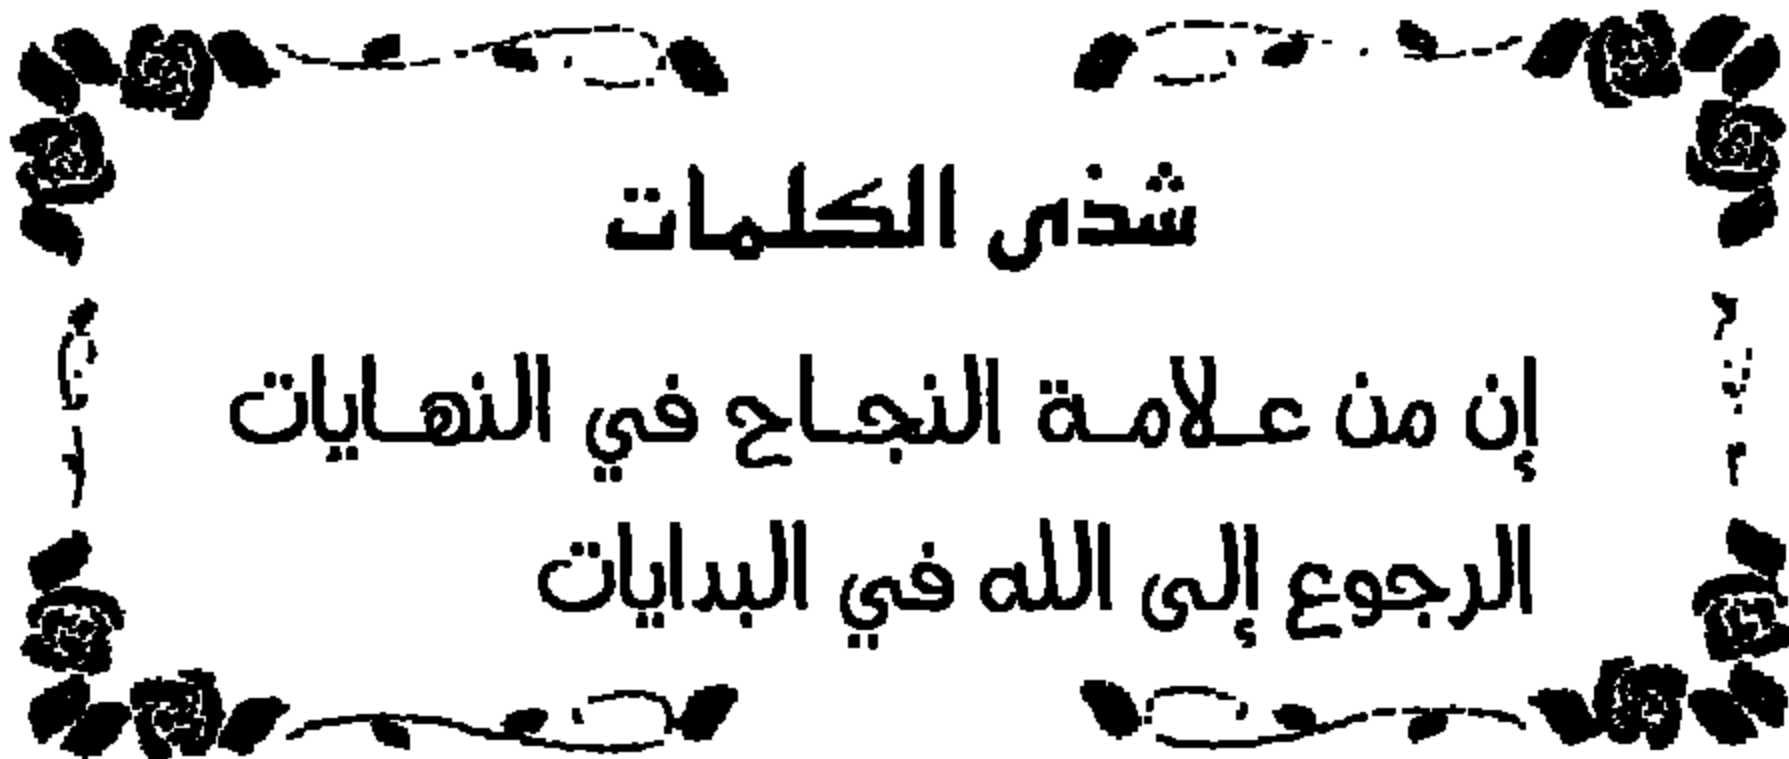 شذى الكلمات
إن من علامة النجاح في النهايات
الرجوع إلى الله في البدايات